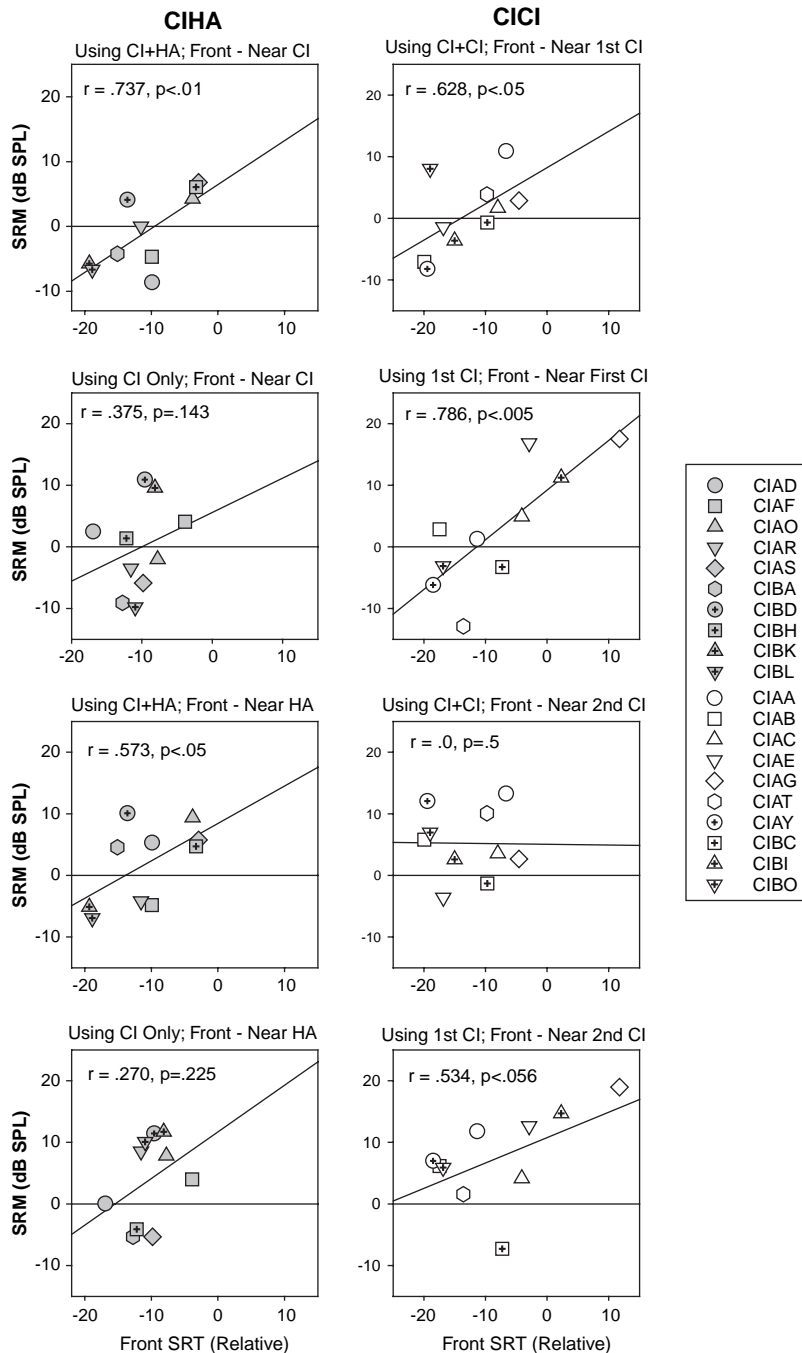 CIHA
CICI
Using CI+HA; Front - Near CI
Using CI+CI; Front - Near 1st CI
r = .737, p<.01
r = .628, p<.05
SRM (dB SPL)
20
10
0
-10
20
10
0
-10
-20
-10
0
10
-20
-10
0
10
Using CI Only; Front - Near CI
Using 1st CI; Front - Near First CI
r = .375, p=.143
r = .786, p<.005
SRM (dB SPL)
20
10
0
-10
20
10
0
-10
-20
-10
0
10
-20
-10
0
10
Using CI+HA; Front - Near HA
Using CI+CI; Front - Near 2nd CI
r = .573, p<.05
r = .0, p=.5
SRM (dB SPL)
20
10
0
-10
20
10
0
-10
-20
-10
0
10
-20
-10
0
10
Using CI Only; Front - Near HA
Using 1st CI; Front - Near 2nd CI
r = .270, p=.225
r = .534, p<.056
SRM (dB SPL)
20
10
0
-10
20
10
0
-10
-20
-10
0
10
-20
-10
0
10
Front SRT (Relative)
Front SRT (Relative)
CIAD
CIAF
CIAO
CIAR
CIAS
CIBA
CIBD
CIBH
CIBK
CIBL
CIAA
CIAB
CIAC
CIAE
CIAG
CIAT
CIAY
CIBC
CIBI
CIBO